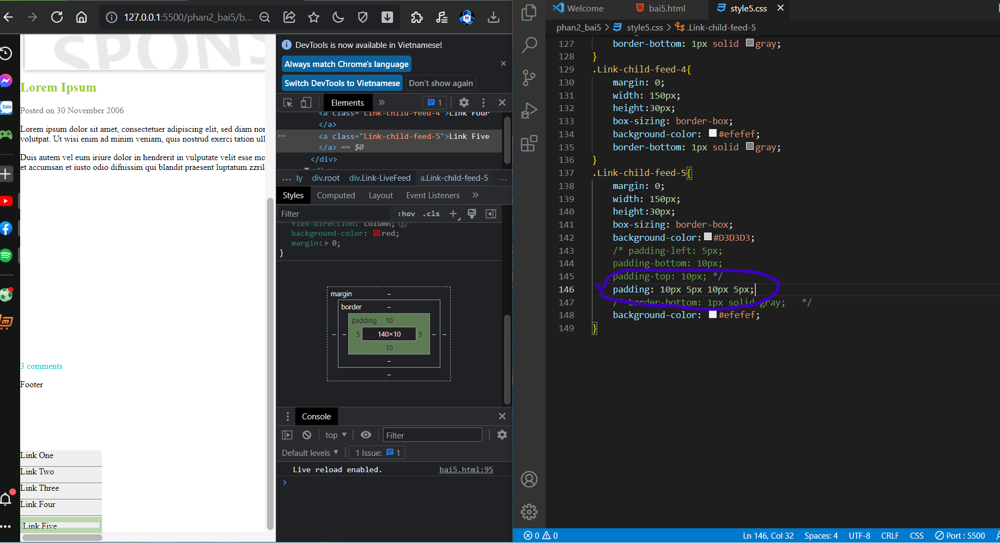 127.0.0.1:5500/phan2_bai5/b...
SPONS
Lorem Ipsum
Posted on 30 November 2006
Lorem ipsum dolor sit amet, consectetuer adipiscing elit, sed diam nor
volutpat. Ut wisi enim ad minim veniam, quis nostrud exerci tation ull
Duis autem vel eum iriure dolor in hendrerit in vulputate velit esse mo
et accumsan et iusto odio difnissim qui blandit praesent luptatum zzril
3 comments
Footer
Link One
Link Two
Link Three
Link Four
Link Five
Zalo
BK
DevTools is now available in Vietnamese!
Always match Chrome's language
Switch DevTools to Vietnamese
Don't show again
Elements
1
<a class="Link-child-feed-4">Link Four
</a>
<a class="Link-child-feed-5">Link Five
</a> == $0
</div>
... dy div.root div.Link-LiveFeed a.Link-child-feed-5 ...
Styles Computed Layout Event Listeners
Filter :hov .cls
flex-direction: column;
background-color: red;
margin: 0;
}
margin –
border –
padding 10
– – 5 140×10 5 – –
10
–
–
Console
top Filter
Default levels 1 Issue: 1
Live reload enabled. bai5.html:95
Welcome bai5.html style5.css
phan2_bai5 > style5.css > .Link-child-feed-5
127 border-bottom: 1px solid gray;
128 }
129 .Link-child-feed-4{
130 margin: 0;
131 width: 150px;
132 height:30px;
133 box-sizing: border-box;
134 background-color: #efefef;
135 border-bottom: 1px solid gray;
136 }
137 .Link-child-feed-5{
138 margin: 0;
139 width: 150px;
140 height:30px;
141 box-sizing: border-box;
142 background-color: #D3D3D3;
143 /* padding-left: 5px;
144 padding-bottom: 10px;
145 padding-top: 10px; */
146 padding: 10px 5px 10px 5px;
147 /* border-bottom: 1px solid gray; */
148 background-color: #efefef;
149 }
0 0
Ln 146, Col 32 Spaces: 4 UTF-8 CRLF CSS Port : 5500